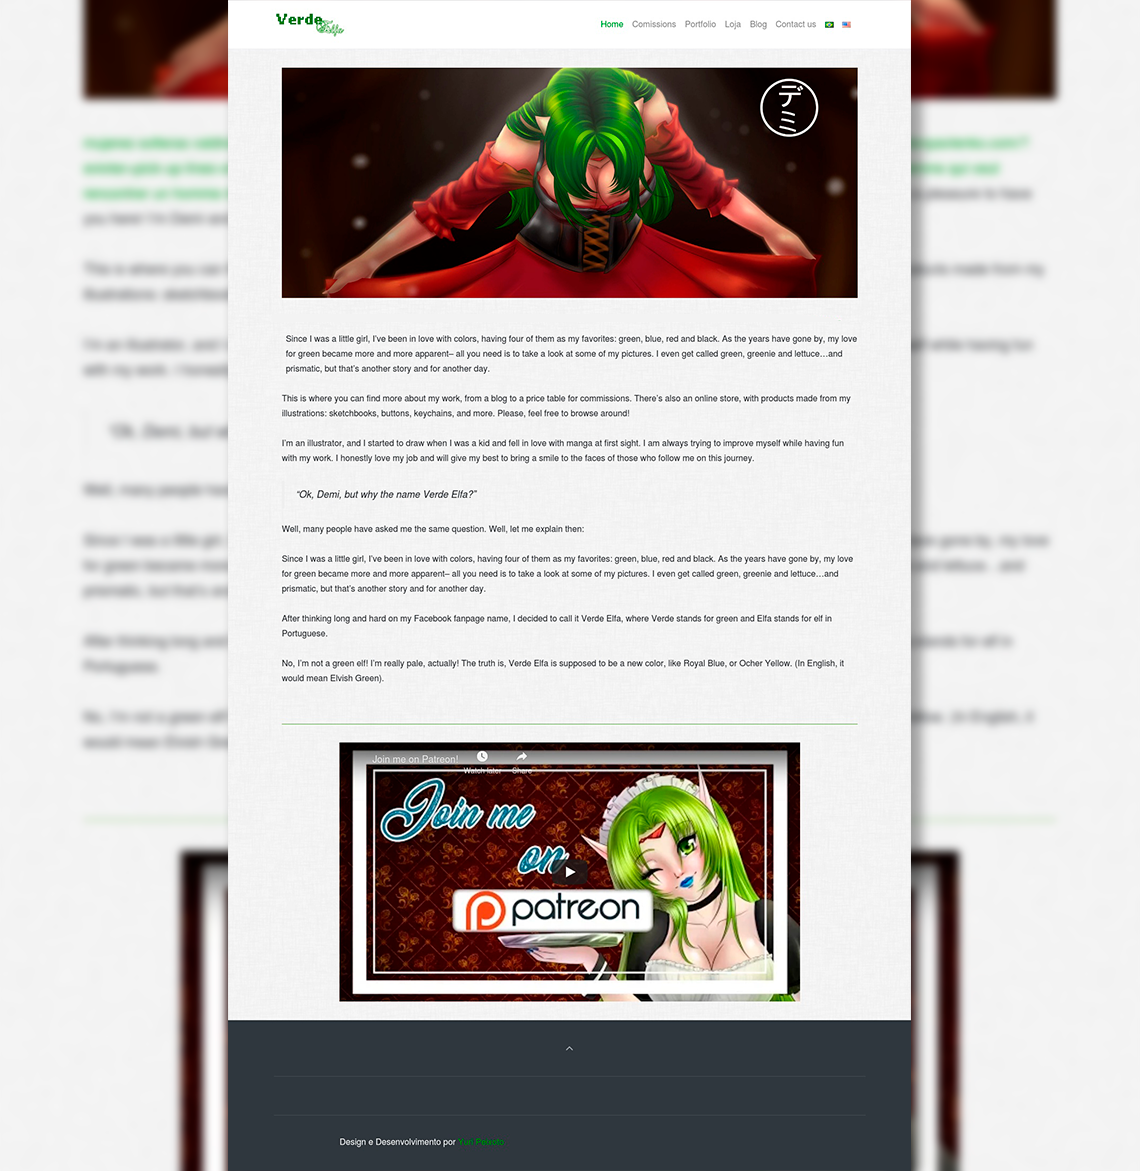 Verde
Elfa
Home Comissions Portfolio Loja Blog Contact us
デミ
Since I was a little girl, I've been in love with colors, having four of them as my favorites: green, blue, red and black. As the years have gone by, my love
for green became more and more apparent– all you need is to take a look at some of my pictures. I even get called green, greenie and lettuce…and
prismatic, but that's another story and for another day.
This is where you can find more about my work, from a blog to a price table for commissions. There's also an online store, with products made from my
illustrations: sketchbooks, buttons, keychains, and more. Please, feel free to browse around!
I'm an illustrator, and I started to draw when I was a kid and fell in love with manga at first sight. I am always trying to improve myself while having fun
with my work. I honestly love my job and will give my best to bring a smile to the faces of those who follow me on this journey.
“Ok, Demi, but why the name Verde Elfa?”
Well, many people have asked me the same question. Well, let me explain then:
Since I was a little girl, I've been in love with colors, having four of them as my favorites: green, blue, red and black. As the years have gone by, my love
for green became more and more apparent– all you need is to take a look at some of my pictures. I even get called green, greenie and lettuce…and
prismatic, but that's another story and for another day.
After thinking long and hard on my Facebook fanpage name, I decided to call it Verde Elfa, where Verde stands for green and Elfa stands for elf in
Portuguese.
No, I'm not a green elf! I'm really pale, actually! The truth is, Verde Elfa is supposed to be a new color, like Royal Blue, or Ocher Yellow. (In English, it
would mean Elvish Green).
Join me on Patreon!
Watch later Share
Join me
on
patreon
Design e Desenvolvimento por Yuri Peixoto